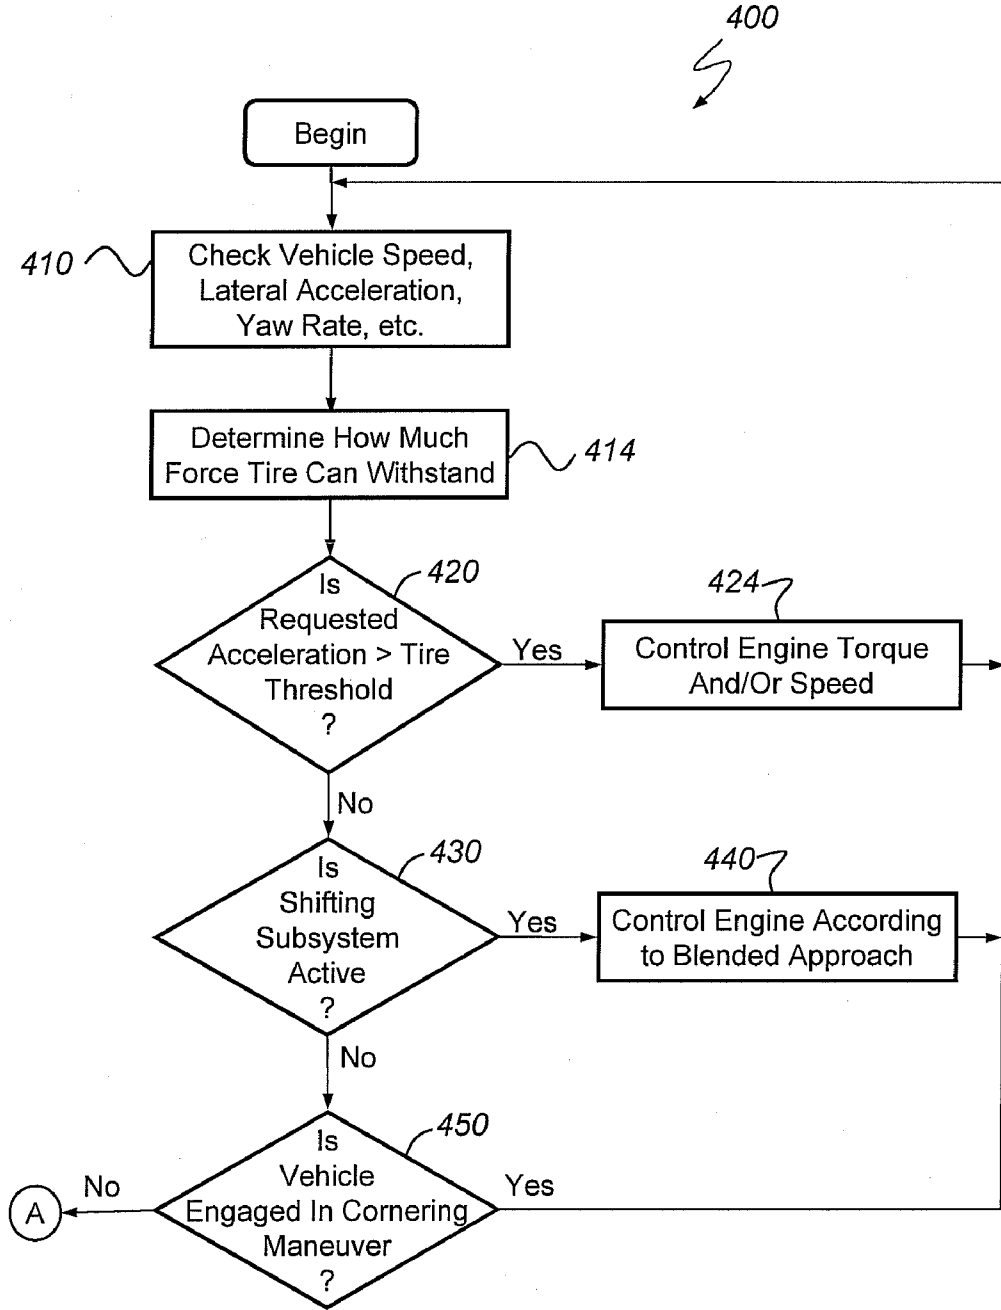 400
Begin
410
Check Vehicle Speed,
Lateral Acceleration,
Yaw Rate, etc.
Determine How Much
Force Tire Can Withstand
414
420
Is
Requested
Acceleration > Tire
Threshold
?
Yes
424
Control Engine Torque
And/Or Speed
No
430
Is
Shifting
Subsystem
Active
?
Yes
440
Control Engine According
to Blended Approach
No
450
Is
Vehicle
Engaged In Cornering
Maneuver
?
Yes
No
A